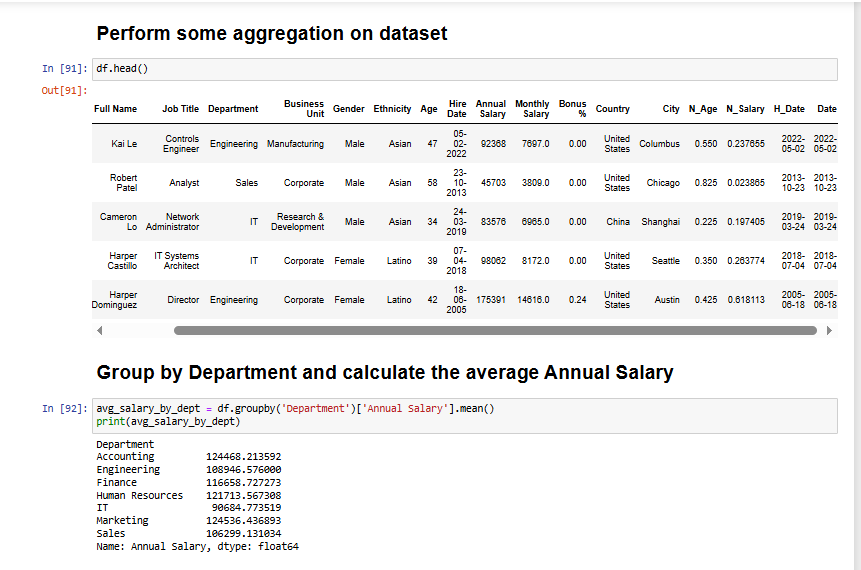 Perform some aggregation on dataset
In [91]: df.head()
Out[91]:
Full Name Job Title Department Business Unit Gender Ethnicity Age Hire Date Annual Salary Monthly Salary Bonus % Country City N_Age N_Salary H_Date Date
Kai Le Controls Engineer Engineering Manufacturing Male Asian 47 05-02-2022 92368 7697.0 0.00 United States Columbus 0.550 0.237655 2022-05-02 2022-05-02
Robert Patel Analyst Sales Corporate Male Asian 58 23-10-2013 45703 3809.0 0.00 United States Chicago 0.825 0.023865 2013-10-23 2013-10-23
Cameron Lo Network Administrator IT Research & Development Male Asian 34 24-03-2019 83576 6965.0 0.00 China Shanghai 0.225 0.197405 2019-03-24 2019-03-24
Harper Castillo IT Systems Architect IT Corporate Female Latino 39 07-04-2018 98062 8172.0 0.00 United States Seattle 0.350 0.263774 2018-07-04 2018-07-04
Harper Dominguez Director Engineering Corporate Female Latino 42 18-06-2005 175391 14616.0 0.24 United States Austin 0.425 0.618113 2005-06-18 2005-06-18
Group by Department and calculate the average Annual Salary
In [92]: avg_salary_by_dept = df.groupby('Department')['Annual Salary'].mean()
print(avg_salary_by_dept)
Department
Accounting 124468.213592
Engineering 108946.576000
Finance 116658.727273
Human Resources 121713.567308
IT 90684.773519
Marketing 124536.436893
Sales 106299.131034
Name: Annual Salary, dtype: float64